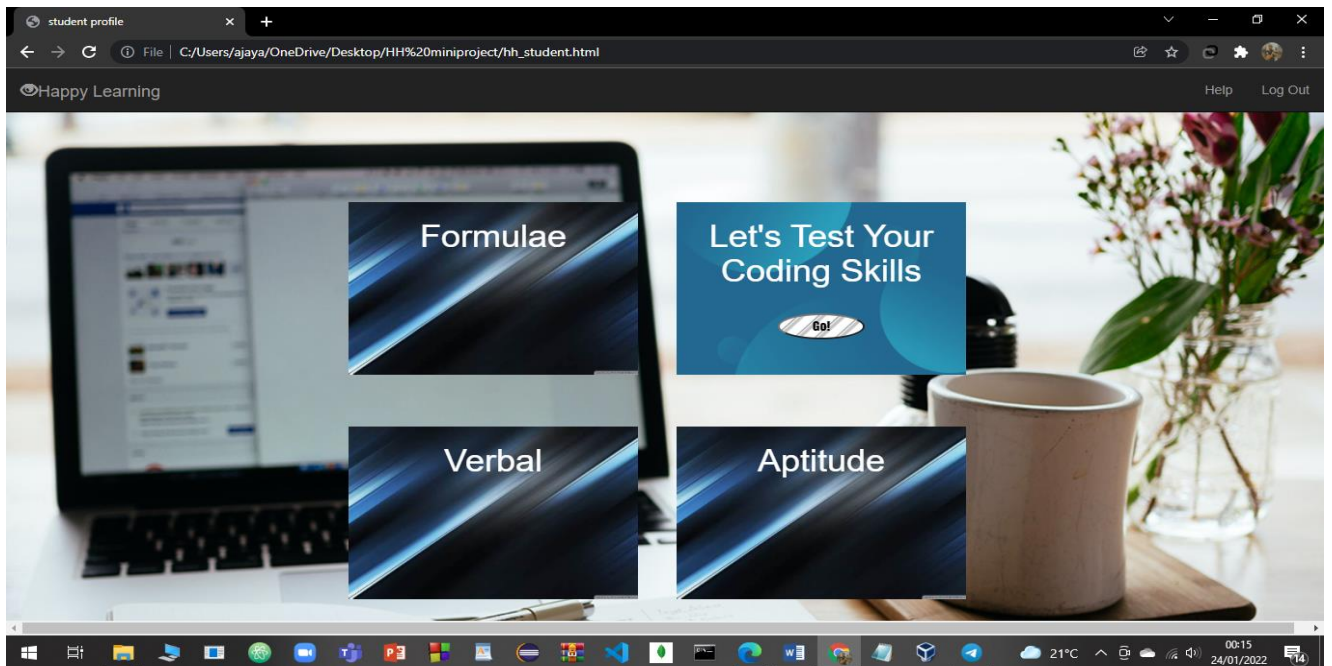 student profile
File | C:/Users/ajaya/OneDrive/Desktop/HH%20miniproject/hh_student.html
Happy Learning
Help
Log Out
Formulae
Let's Test Your
Coding Skills
Go!
Verbal
Aptitude
21°C
00:15
24/01/2022
14